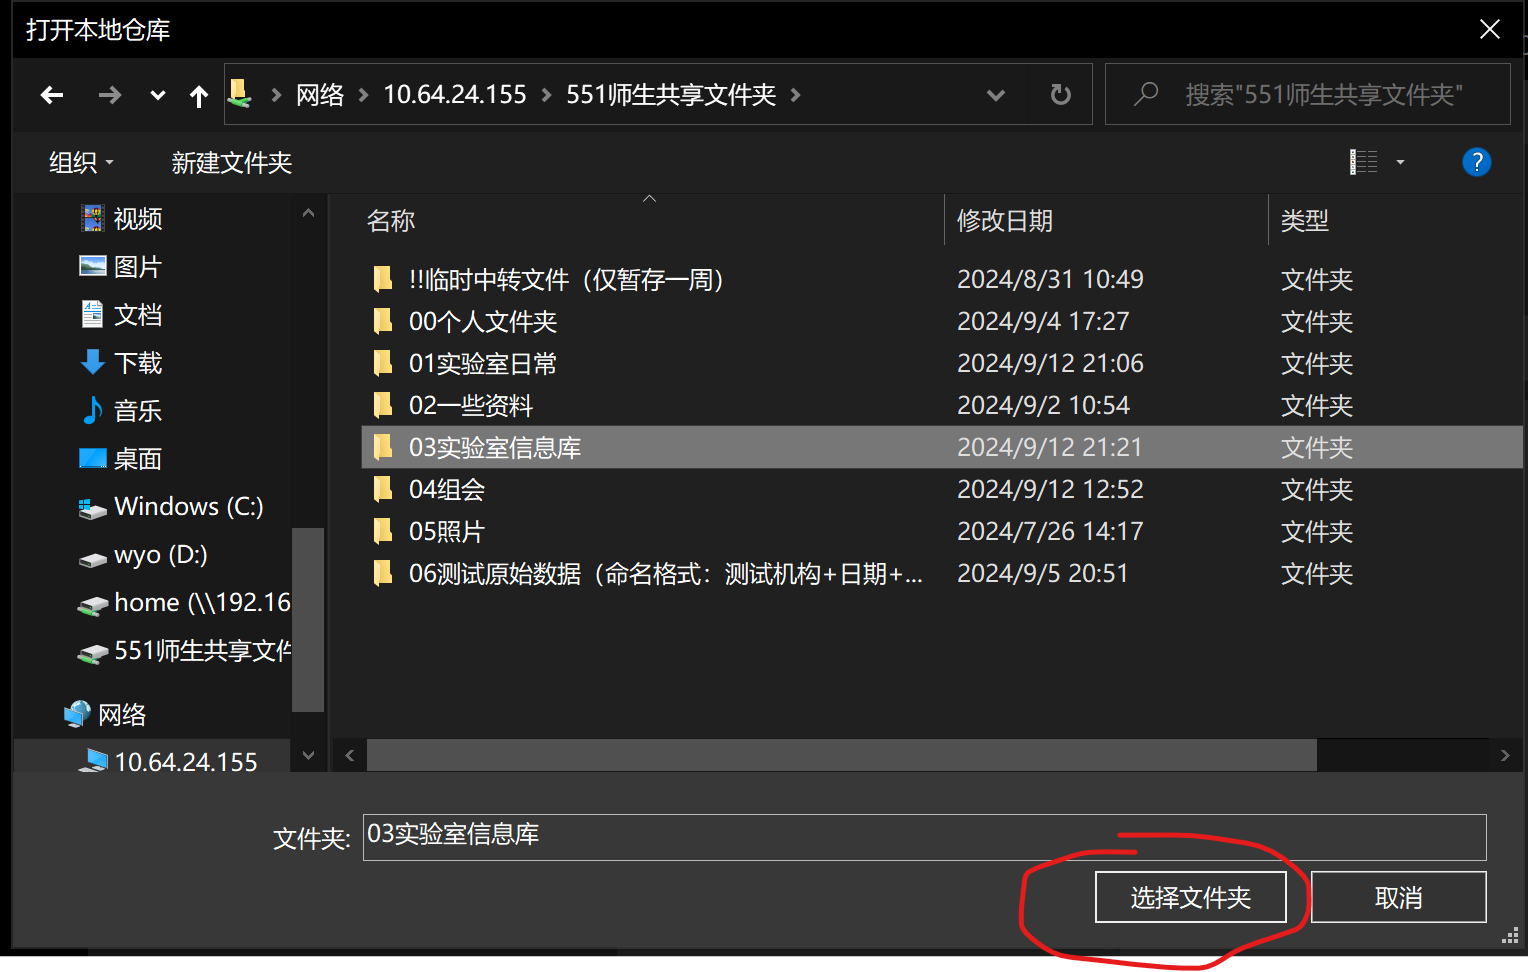 打开本地仓库
网络 10.64.24.155 551师生共享文件夹
搜索"551师生共享文件夹"
组织 新建文件夹
?
视频
图片
文档
下载
音乐
桌面
Windows (C:)
wyo (D:)
home (\\192.16
551师生共享文件
网络
10.64.24.155
名称 修改日期 类型
!!临时中转文件（仅暂存一周） 2024/8/31 10:49 文件夹
00个人文件夹 2024/9/4 17:27 文件夹
01实验室日常 2024/9/12 21:06 文件夹
02一些资料 2024/9/2 10:54 文件夹
03实验室信息库 2024/9/12 21:21 文件夹
04组会 2024/9/12 12:52 文件夹
05照片 2024/7/26 14:17 文件夹
06测试原始数据（命名格式：测试机构+日期+... 2024/9/5 20:51 文件夹
文件夹: 03实验室信息库
选择文件夹 取消